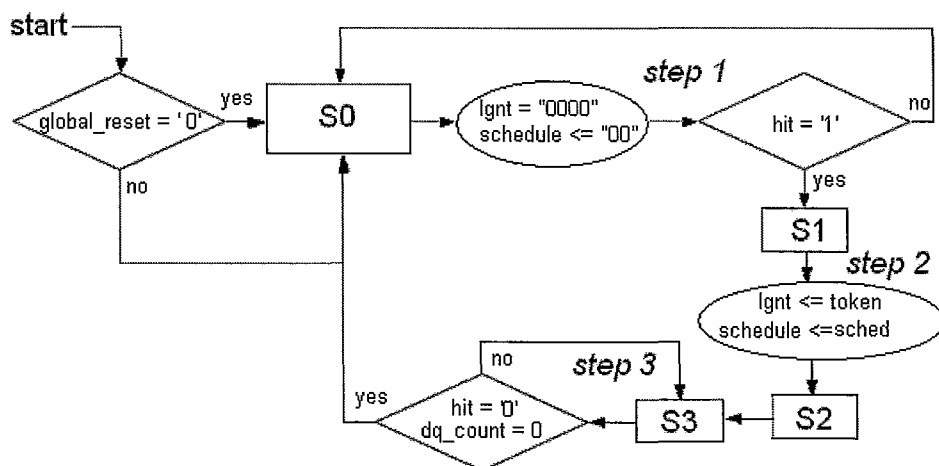 start
global_reset = '0'
yes
no
S0
lgnt = "0000"
schedule <= "00"
step 1
hit = '1'
no
yes
S1
step 2
lgnt <= token
schedule <=sched
S2
S3
step 3
no
hit = '0'
dq_count = 0
yes